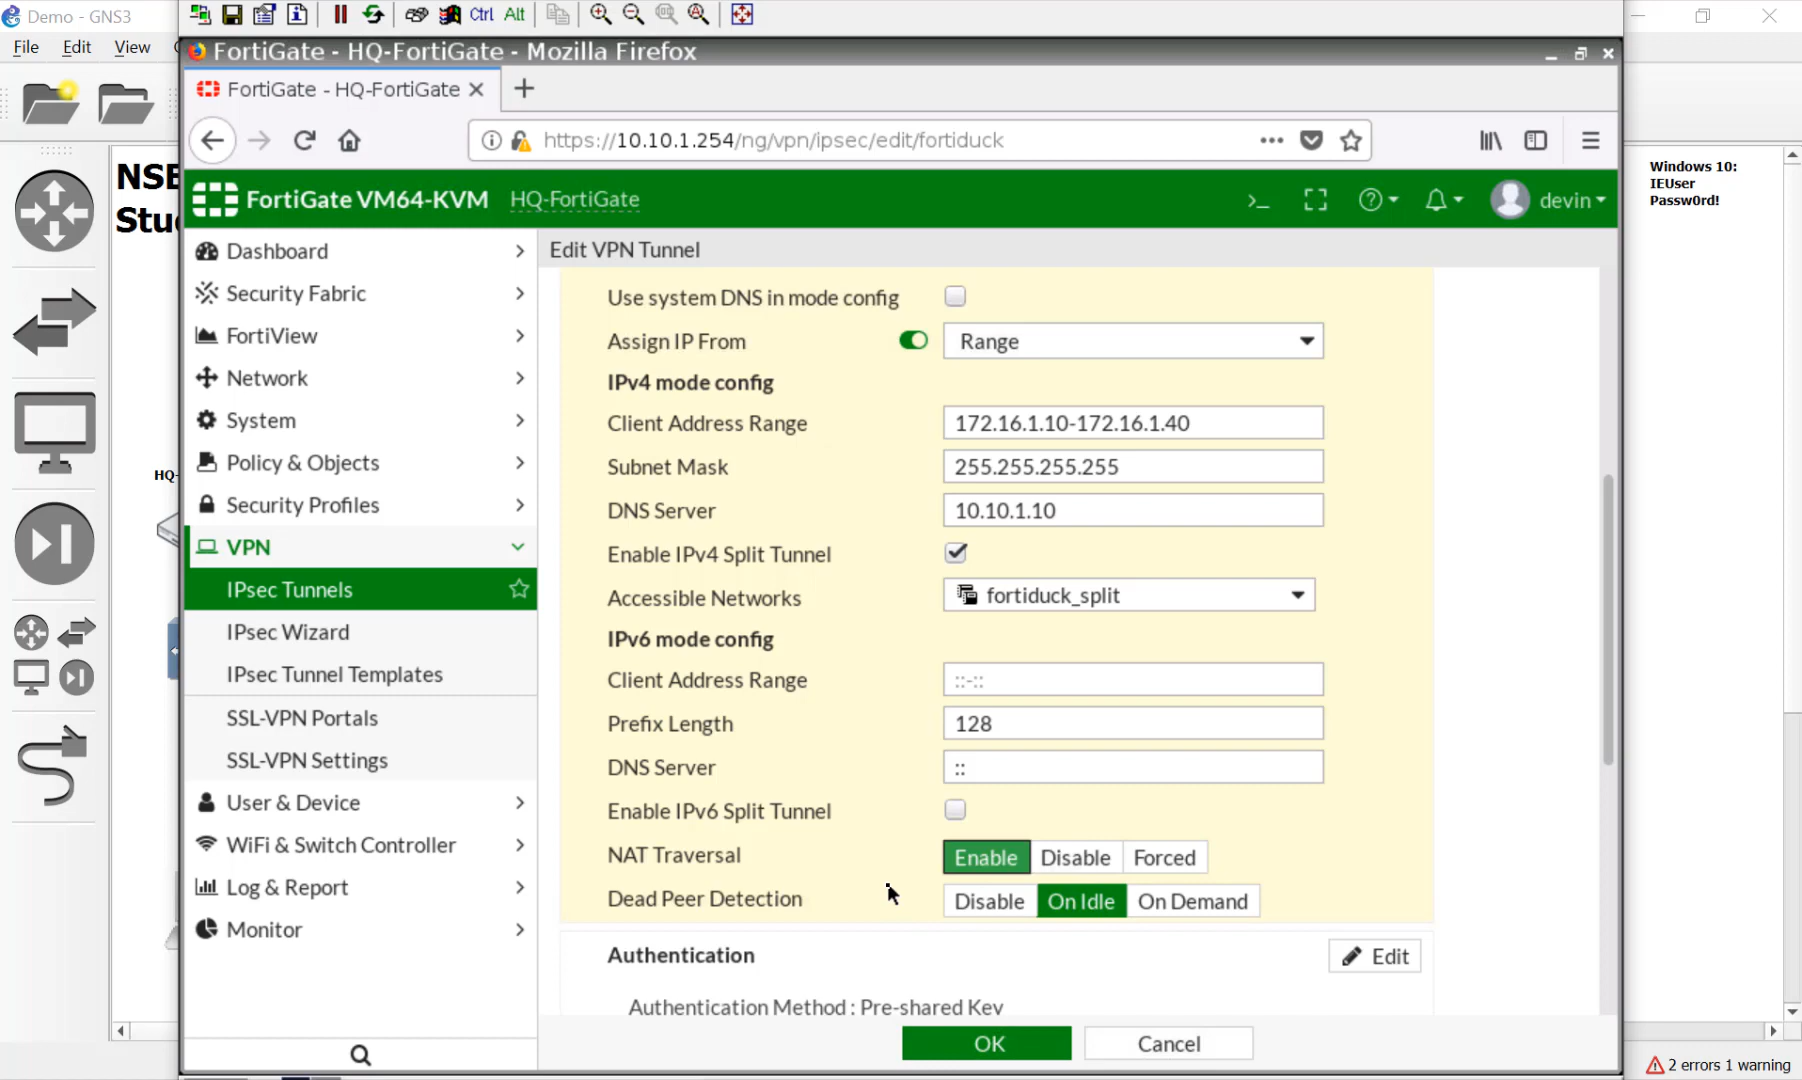 Demo - GNS3
File Edit View
Ctrl Alt
FortiGate - HQ-FortiGate - Mozilla Firefox
FortiGate - HQ-FortiGate
https://10.10.1.254/ng/vpn/ipsec/edit/fortiduck
FortiGate VM64-KVM HQ-FortiGate
devin
NSE
Stu
HQ-
Windows 10:
IEUser
Passw0rd!
Dashboard
Security Fabric
FortiView
Network
System
Policy & Objects
Security Profiles
VPN
IPsec Tunnels
IPsec Wizard
IPsec Tunnel Templates
SSL-VPN Portals
SSL-VPN Settings
User & Device
WiFi & Switch Controller
Log & Report
Monitor
Edit VPN Tunnel
Use system DNS in mode config
Assign IP From Range
IPv4 mode config
Client Address Range 172.16.1.10-172.16.1.40
Subnet Mask 255.255.255.255
DNS Server 10.10.1.10
Enable IPv4 Split Tunnel
Accessible Networks fortiduck_split
IPv6 mode config
Client Address Range ::-::
Prefix Length 128
DNS Server ::
Enable IPv6 Split Tunnel
NAT Traversal Enable Disable Forced
Dead Peer Detection Disable On Idle On Demand
Authentication Edit
Authentication Method : Pre-shared Key
OK Cancel
2 errors 1 warning